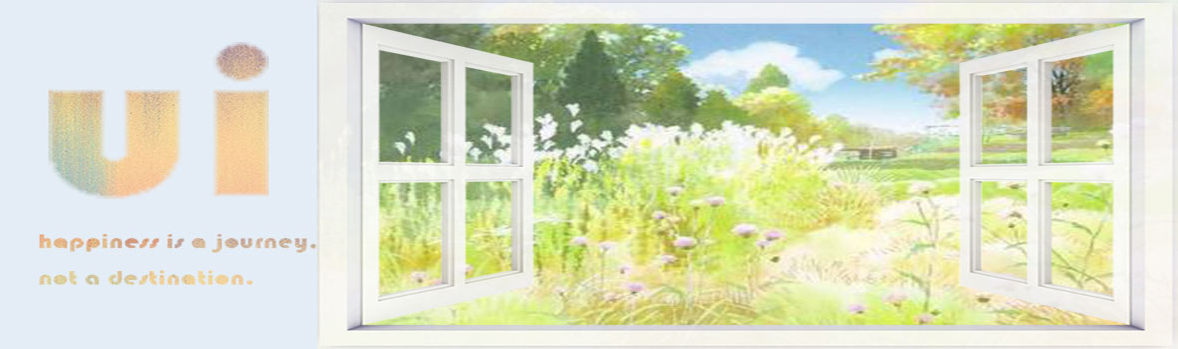 ui
happiness is a journey.
not a destination.